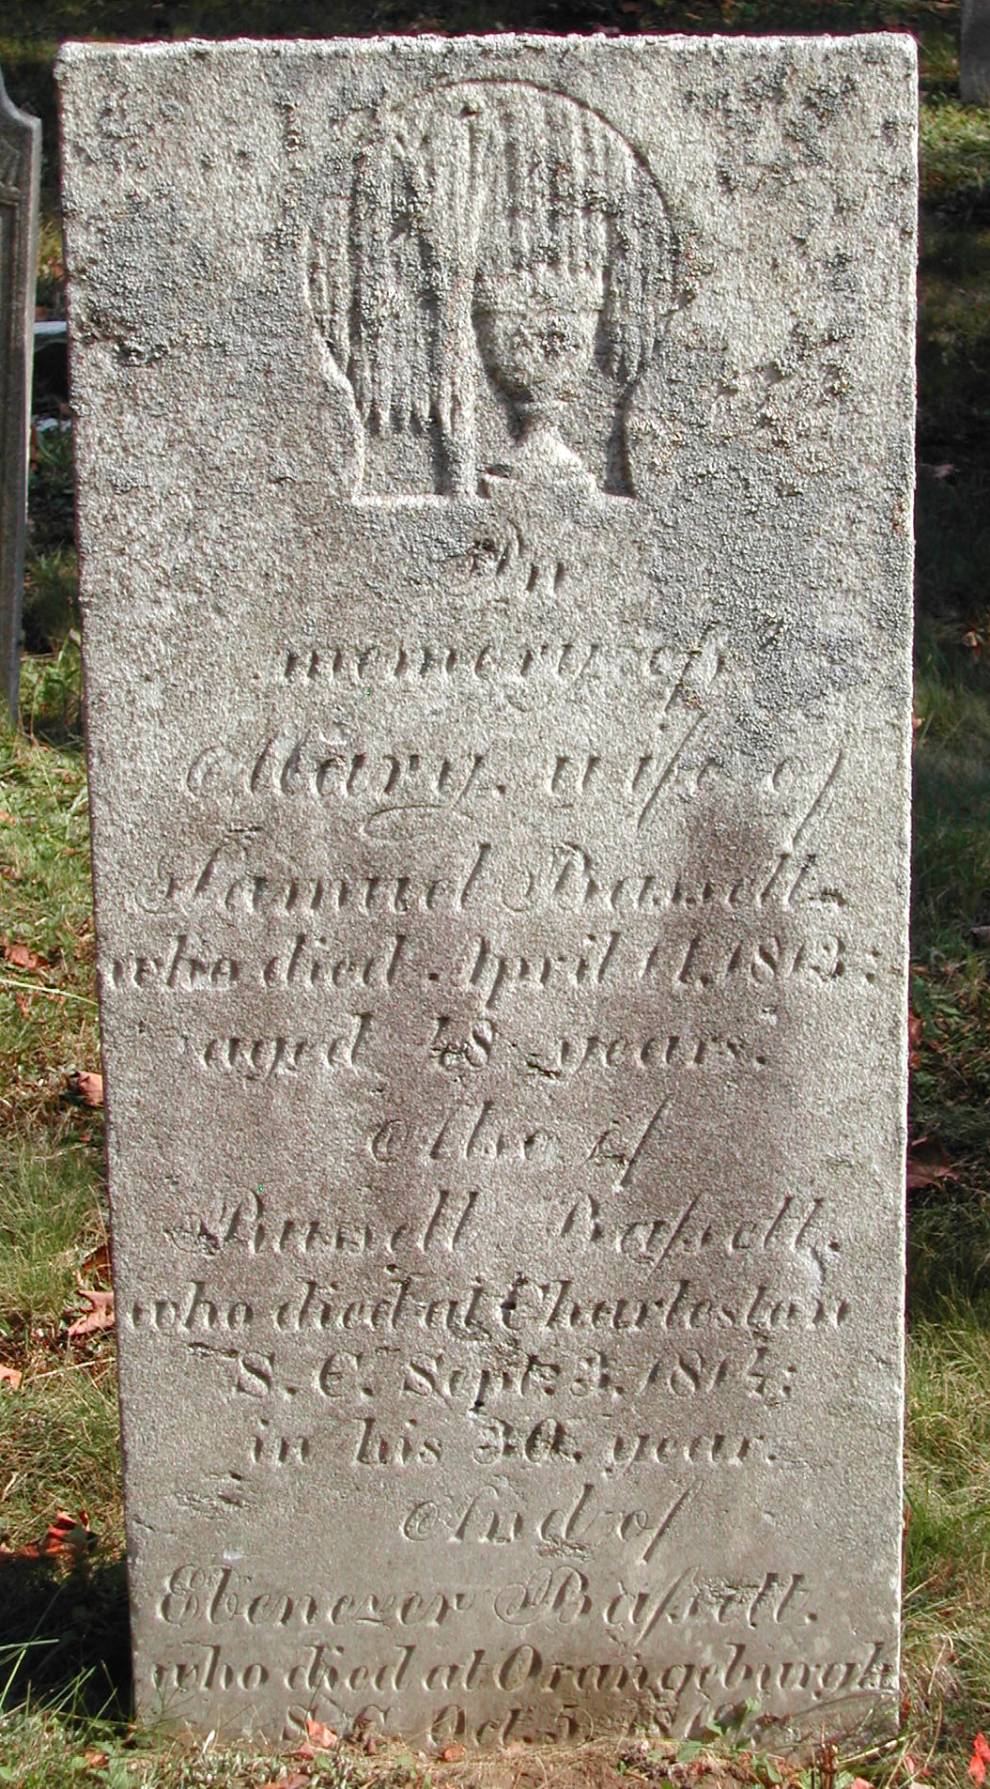 In
memory of
Mary, wife of
Samuel Bassett.
who died April 11, 1813;
aged 48 years.
Also of
Russell Baſsett,
who died at Charleston
S. C. Sept. 3, 1814;
in his 30. year.
And of
Ebenezer Baſsett.
who died at Orangeburgh
S. C. Oct. 5